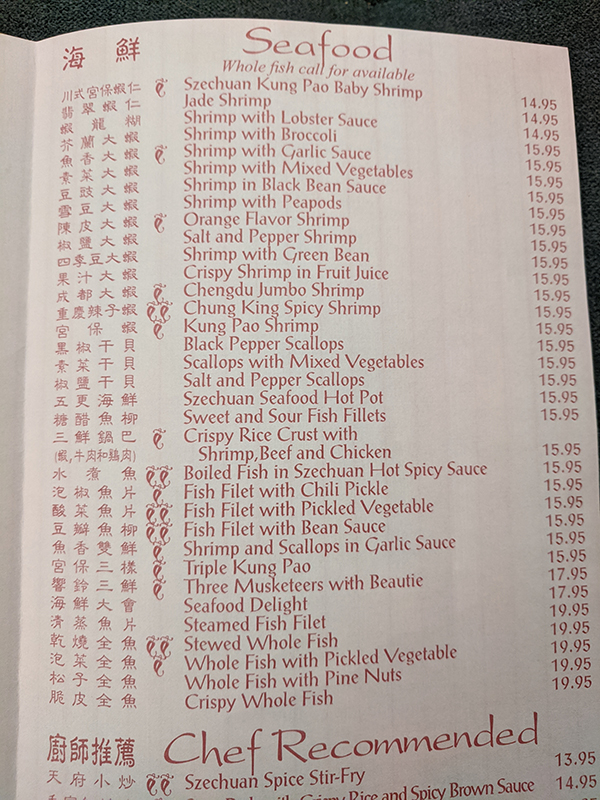 海鮮 Seafood
Whole fish call for available
川式宮保蝦仁 Szechuan Kung Pao Baby Shrimp 14.95
翡翠蝦仁 Jade Shrimp 14.95
蝦龍糊 Shrimp with Lobster Sauce 14.95
芥蘭大蝦 Shrimp with Broccoli 15.95
魚香大蝦 Shrimp with Garlic Sauce 15.95
素菜大蝦 Shrimp with Mixed Vegetables 15.95
豆豉大蝦 Shrimp in Black Bean Sauce 15.95
雪豆大蝦 Shrimp with Peapods 15.95
陳皮大蝦 Orange Flavor Shrimp 15.95
椒鹽大蝦 Salt and Pepper Shrimp 15.95
四季豆大蝦 Shrimp with Green Bean 15.95
果汁大蝦 Crispy Shrimp in Fruit Juice 15.95
成都大蝦 Chengdu Jumbo Shrimp 15.95
重慶辣子蝦 Chung King Spicy Shrimp 15.95
宮保蝦 Kung Pao Shrimp 15.95
黑椒干貝 Black Pepper Scallops 15.95
素菜干貝 Scallops with Mixed Vegetables 15.95
椒鹽干貝 Salt and Pepper Scallops 15.95
五更海鮮 Szechuan Seafood Hot Pot 15.95
糖醋魚柳 Sweet and Sour Fish Fillets 15.95
三鮮鍋巴 Crispy Rice Crust with
(蝦,牛肉和鷄肉) Shrimp,Beef and Chicken 15.95
水煮魚 Boiled Fish in Szechuan Hot Spicy Sauce 15.95
泡椒魚片 Fish Filet with Chili Pickle 15.95
酸菜魚片 Fish Filet with Pickled Vegetable 15.95
豆瓣魚柳 Fish Filet with Bean Sauce 15.95
魚香雙鮮 Shrimp and Scallops in Garlic Sauce 15.95
宮保三樣 Triple Kung Pao 15.95
響鈴三鮮 Three Musketeers with Beautie 17.95
海鮮大會 Seafood Delight 17.95
清蒸魚片 Steamed Fish Filet 19.95
乾燒全魚 Stewed Whole Fish 19.95
泡菜全魚 Whole Fish with Pickled Vegetable 19.95
松子全魚 Whole Fish with Pine Nuts 19.95
脆皮全魚 Crispy Whole Fish 19.95
廚師推薦 Chef Recommended
天府小炒 Szechuan Spice Stir-Fry 13.95
with Crispy Rice and Spicy Brown Sauce 14.95